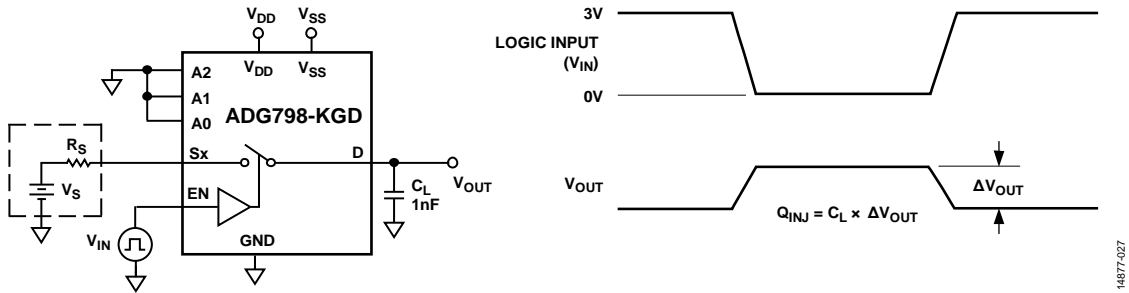 VDD VSS
VDD VSS
A2
A1
A0
ADG798-KGD
RS
Sx
D
VS
EN
VOUT
CL
1nF
VIN
GND
3V
LOGIC INPUT
(VIN)
0V
VOUT
ΔVOUT
QINJ = CL × ΔVOUT
14877-027